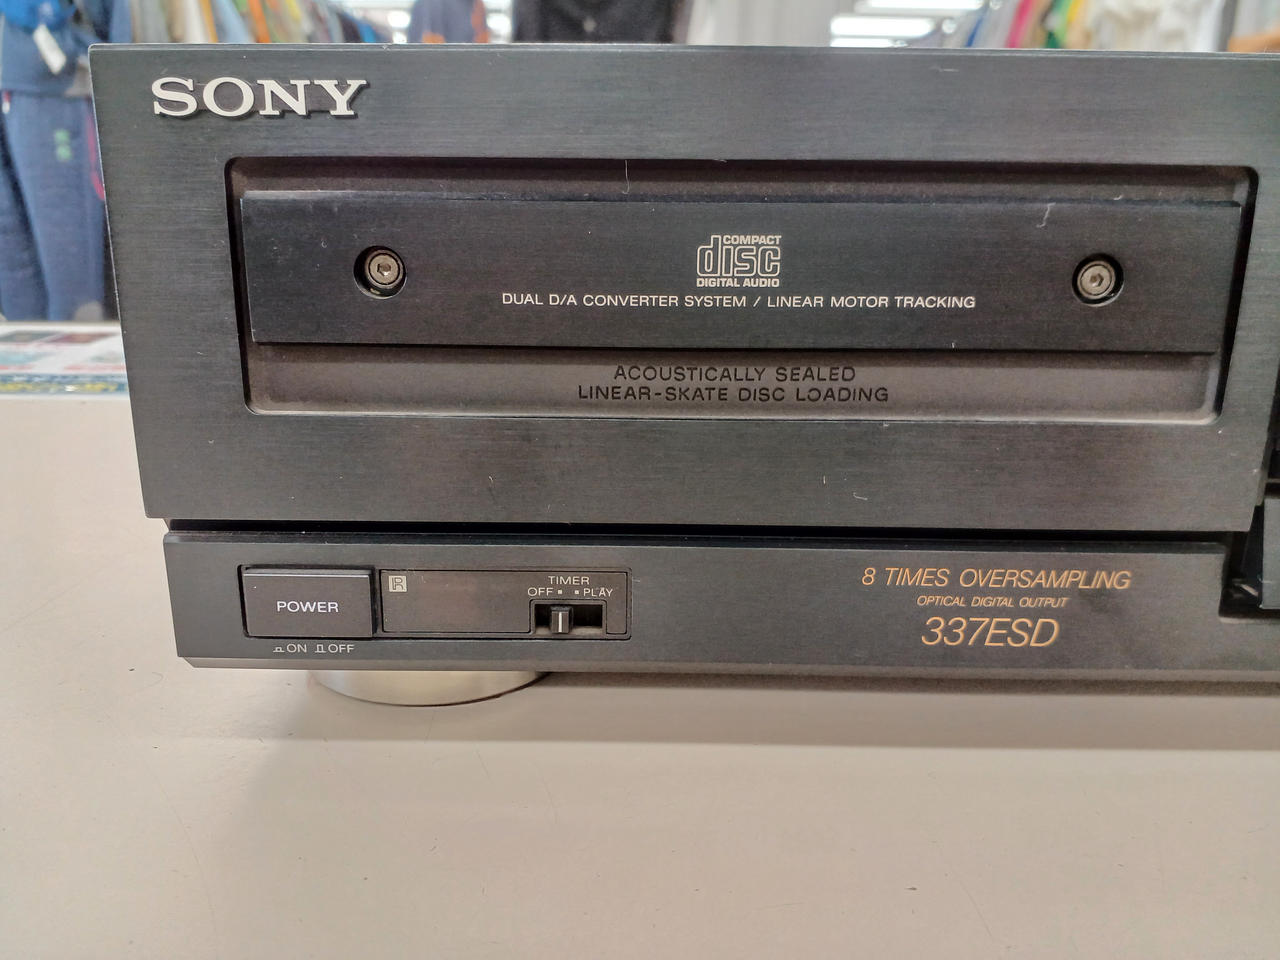 SONY
COMPACT
disc
DIGITAL AUDIO
DUAL D/A CONVERTER SYSTEM / LINEAR MOTOR TRACKING
ACOUSTICALLY SEALED
LINEAR-SKATE DISC LOADING
POWER
ON OFF
R
TIMER
OFF PLAY
8 TIMES OVERSAMPLING
OPTICAL DIGITAL OUTPUT
337ESD